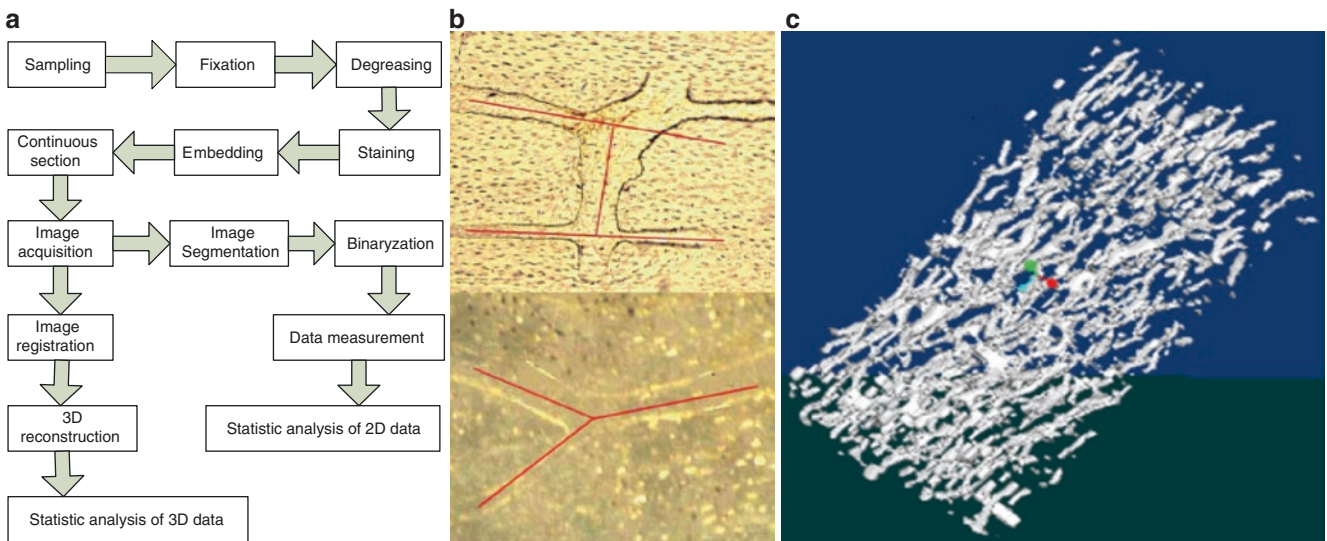 a
Sampling
Fixation
Degreasing
Continuous
section
Embedding
Staining
Image
acquisition
Image
Segmentation
Binaryzation
Image
registration
Data measurement
3D
reconstruction
Statistic analysis of 2D data
Statistic analysis of 3D data
b
c